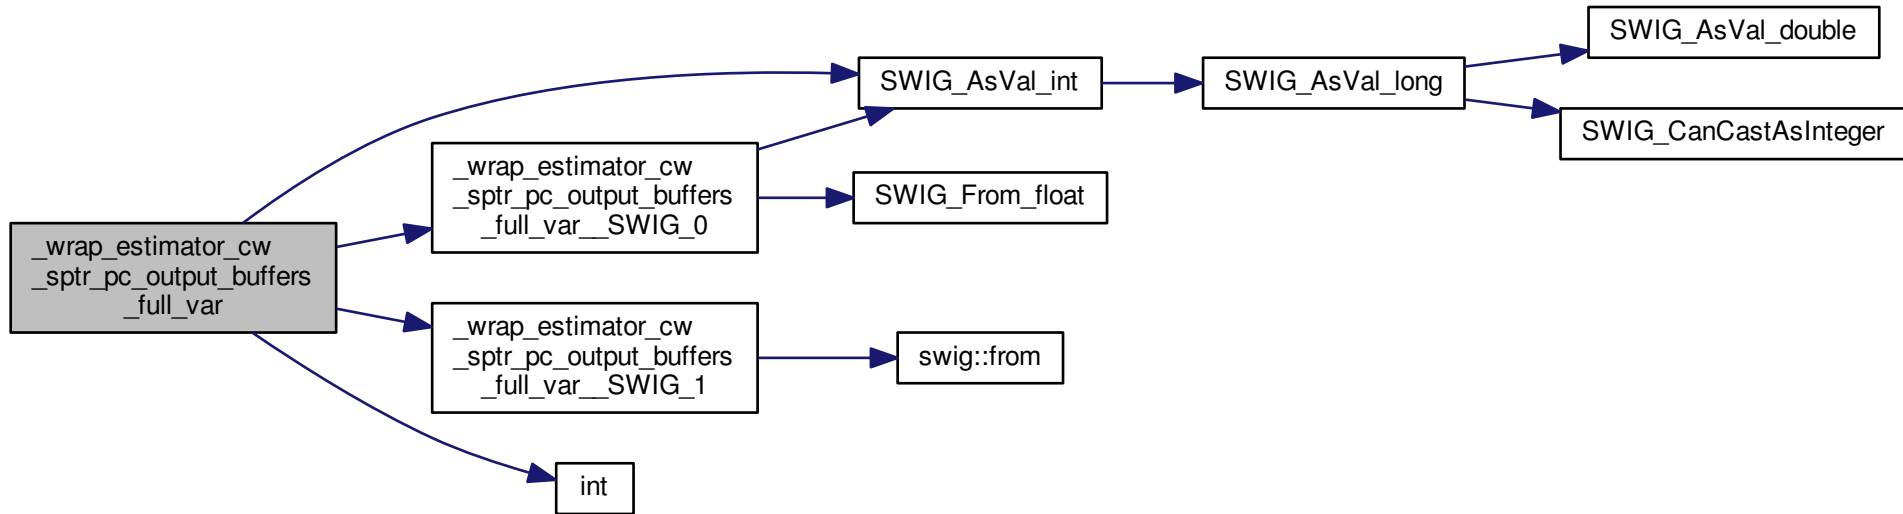 _wrap_estimator_cw
_sptr_pc_output_buffers
_full_var
_wrap_estimator_cw
_sptr_pc_output_buffers
_full_var__SWIG_0
_wrap_estimator_cw
_sptr_pc_output_buffers
_full_var__SWIG_1
int
SWIG_AsVal_int
SWIG_From_float
swig::from
SWIG_AsVal_long
SWIG_AsVal_double
SWIG_CanCastAsInteger